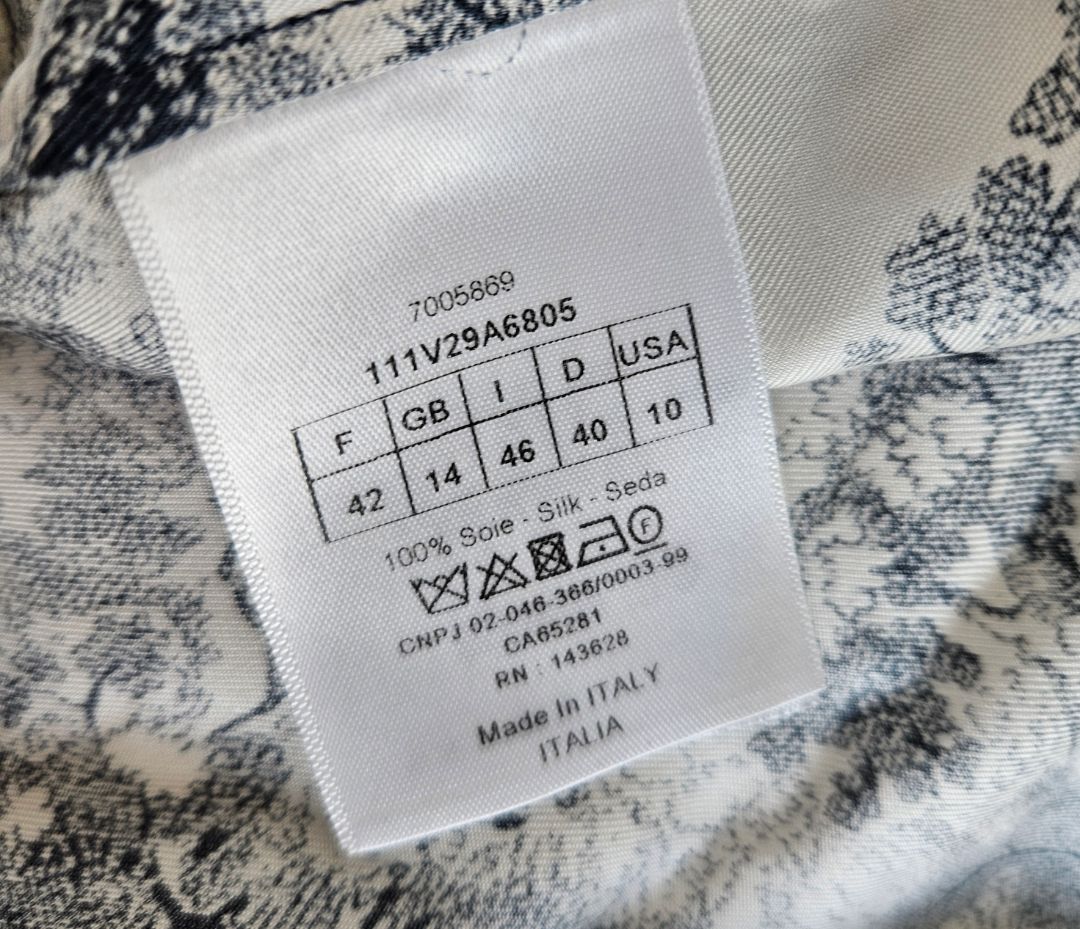 7005869
111V29A6805
F GB I D USA
42 14 46 40 10
100% Soie - Silk - Seda
F
CNPJ 02-046-366/0003-99
CA65281
RN : 143628
Made In ITALY
ITALIA